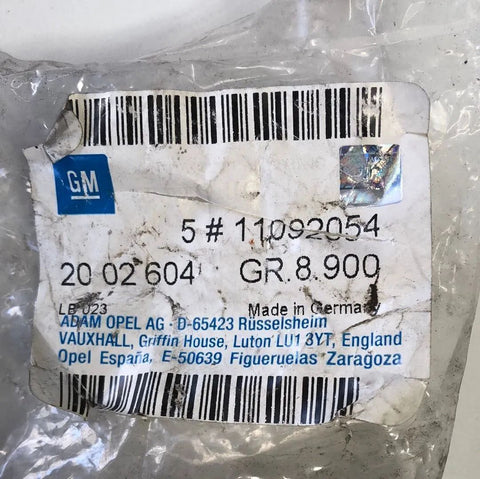 GM
5 # 11092054
20 02 604 GR.8.900
LB 023 Made in Germany
ADAM OPEL AG - D-65423 Rüsselsheim
VAUXHALL, Griffin House, Luton LU1 3YT, England
Opel España, E-50639 Figueruelas Zaragoza